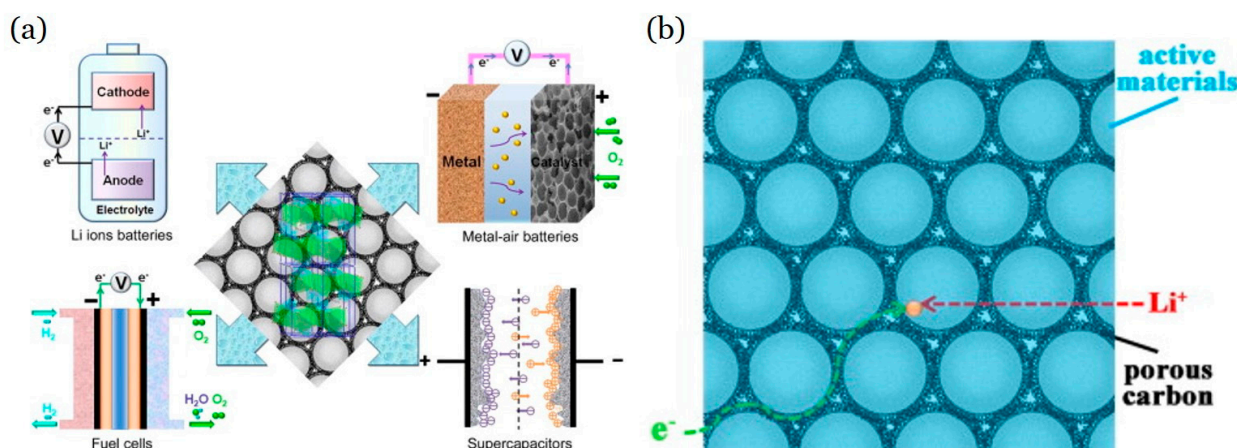 (a)
Cathode
e-
Li+
V
Li+
e-
Anode
Electrolyte
Li ions batteries
V
e-
e-
−
+
Metal
Catalyst
O2
Metal-air batteries
e-
V
e-
−
+
H2
O2
H2
H2O O2
Fuel cells
+
−
Supercapacitors
(b)
active
materials
Li+
porous
carbon
e-